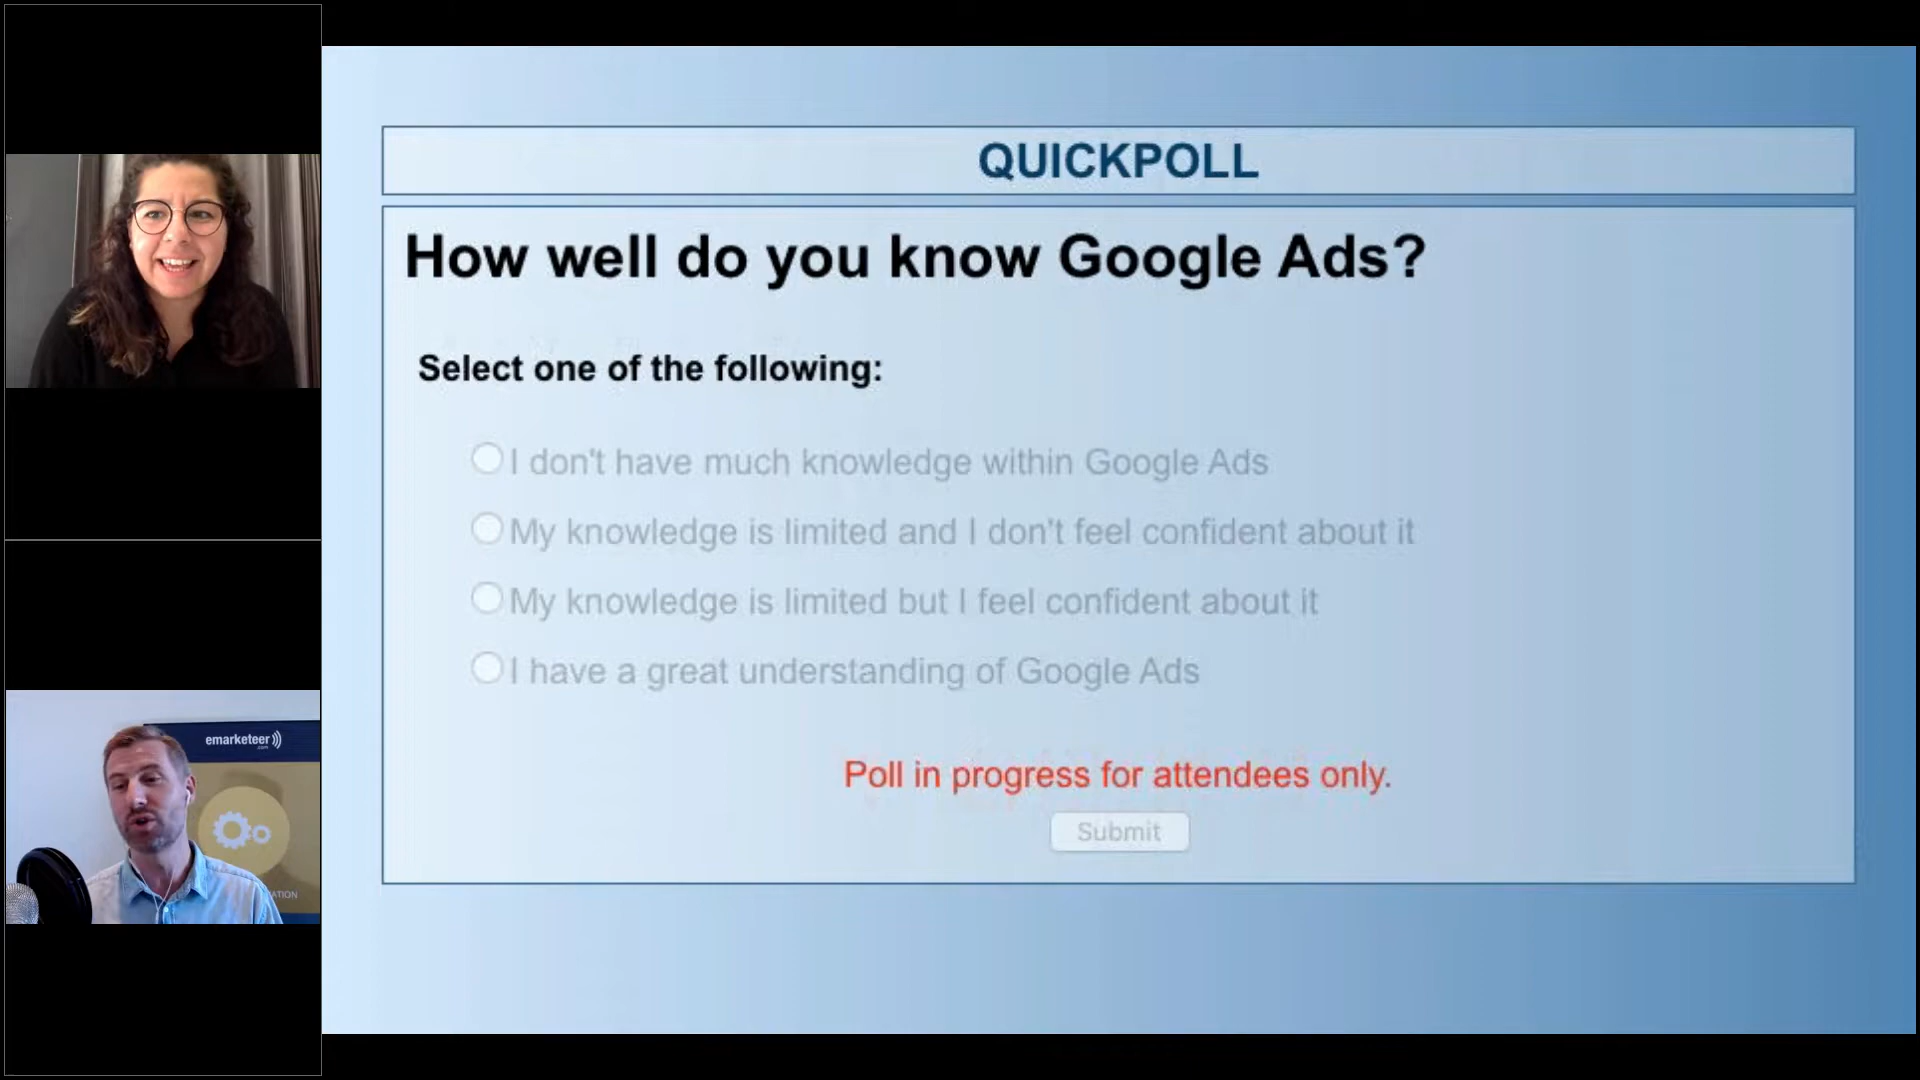 QUICKPOLL
How well do you know Google Ads?
Select one of the following:
I don't have much knowledge within Google Ads
My knowledge is limited and I don't feel confident about it
My knowledge is limited but I feel confident about it
I have a great understanding of Google Ads
Poll in progress for attendees only.
Submit
emarketeer
.com
ATION